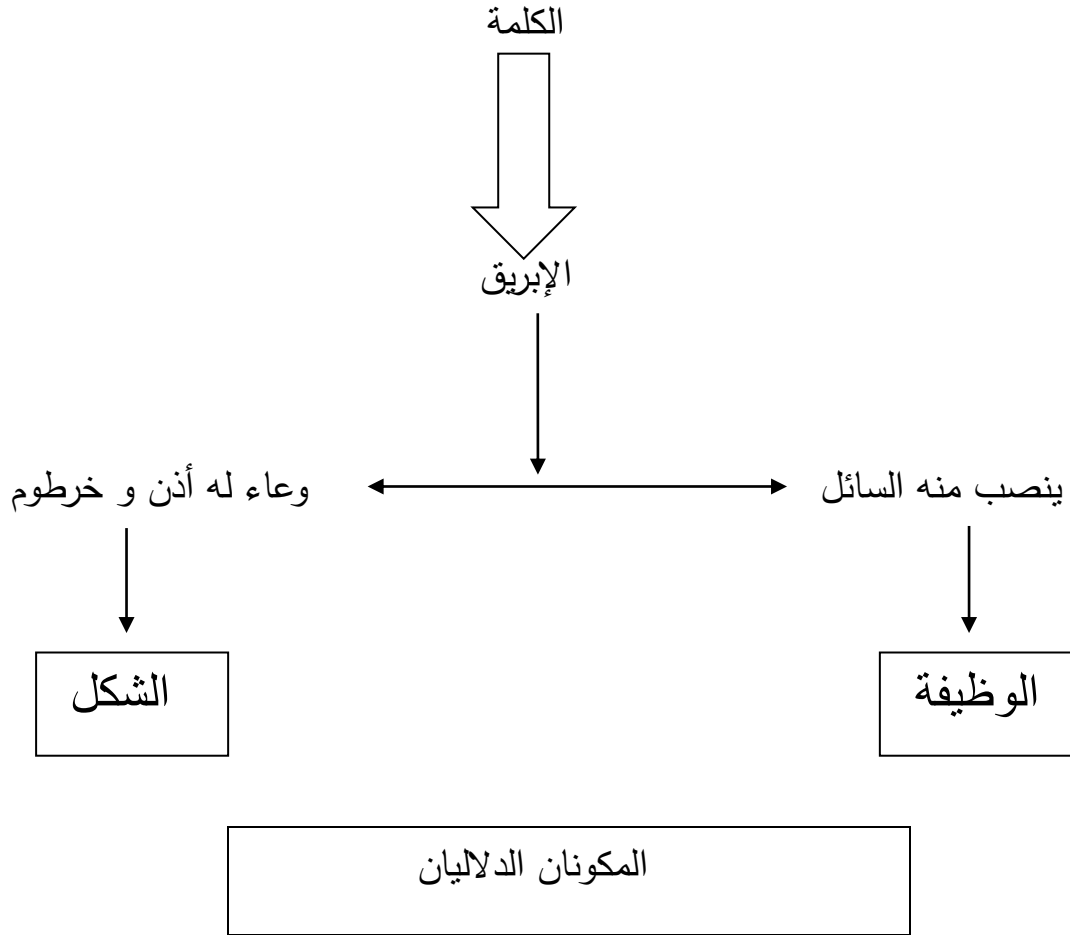 الكلمة
الإبريق
ينصب منه السائل
وعاء له أذن و خرطوم
الوظيفة
الشكل
المكونان الدلاليان